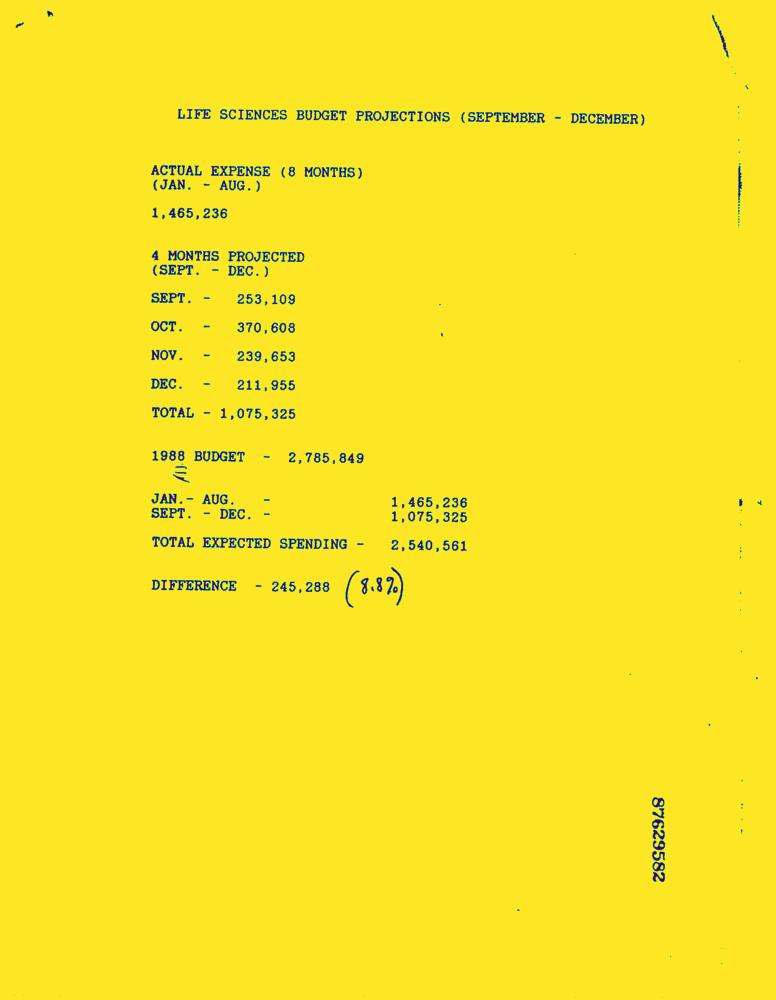 LIFE SCIENCES BUDGET PROJECTIONS (SEPTEMBER - DECEMBER)
ACTUAL EXPENSE (8 MONTHS)
(JAN. - AUG.)
1,465,236
4 MONTHS PROJECTED
(SEPT. - DEC.)
SEPT. - 253,109
OCT. - 370,608
NOV. - 239,653
DEC. - 211,955
TOTAL - 1,075,325
1988 BUDGET - 2,785,849
JAN.- AUG. - 1,465,236
SEPT. - DEC. - 1,075,325
TOTAL EXPECTED SPENDING - 2,540,561
DIFFERENCE - 245,288 (8.8%)
87629582